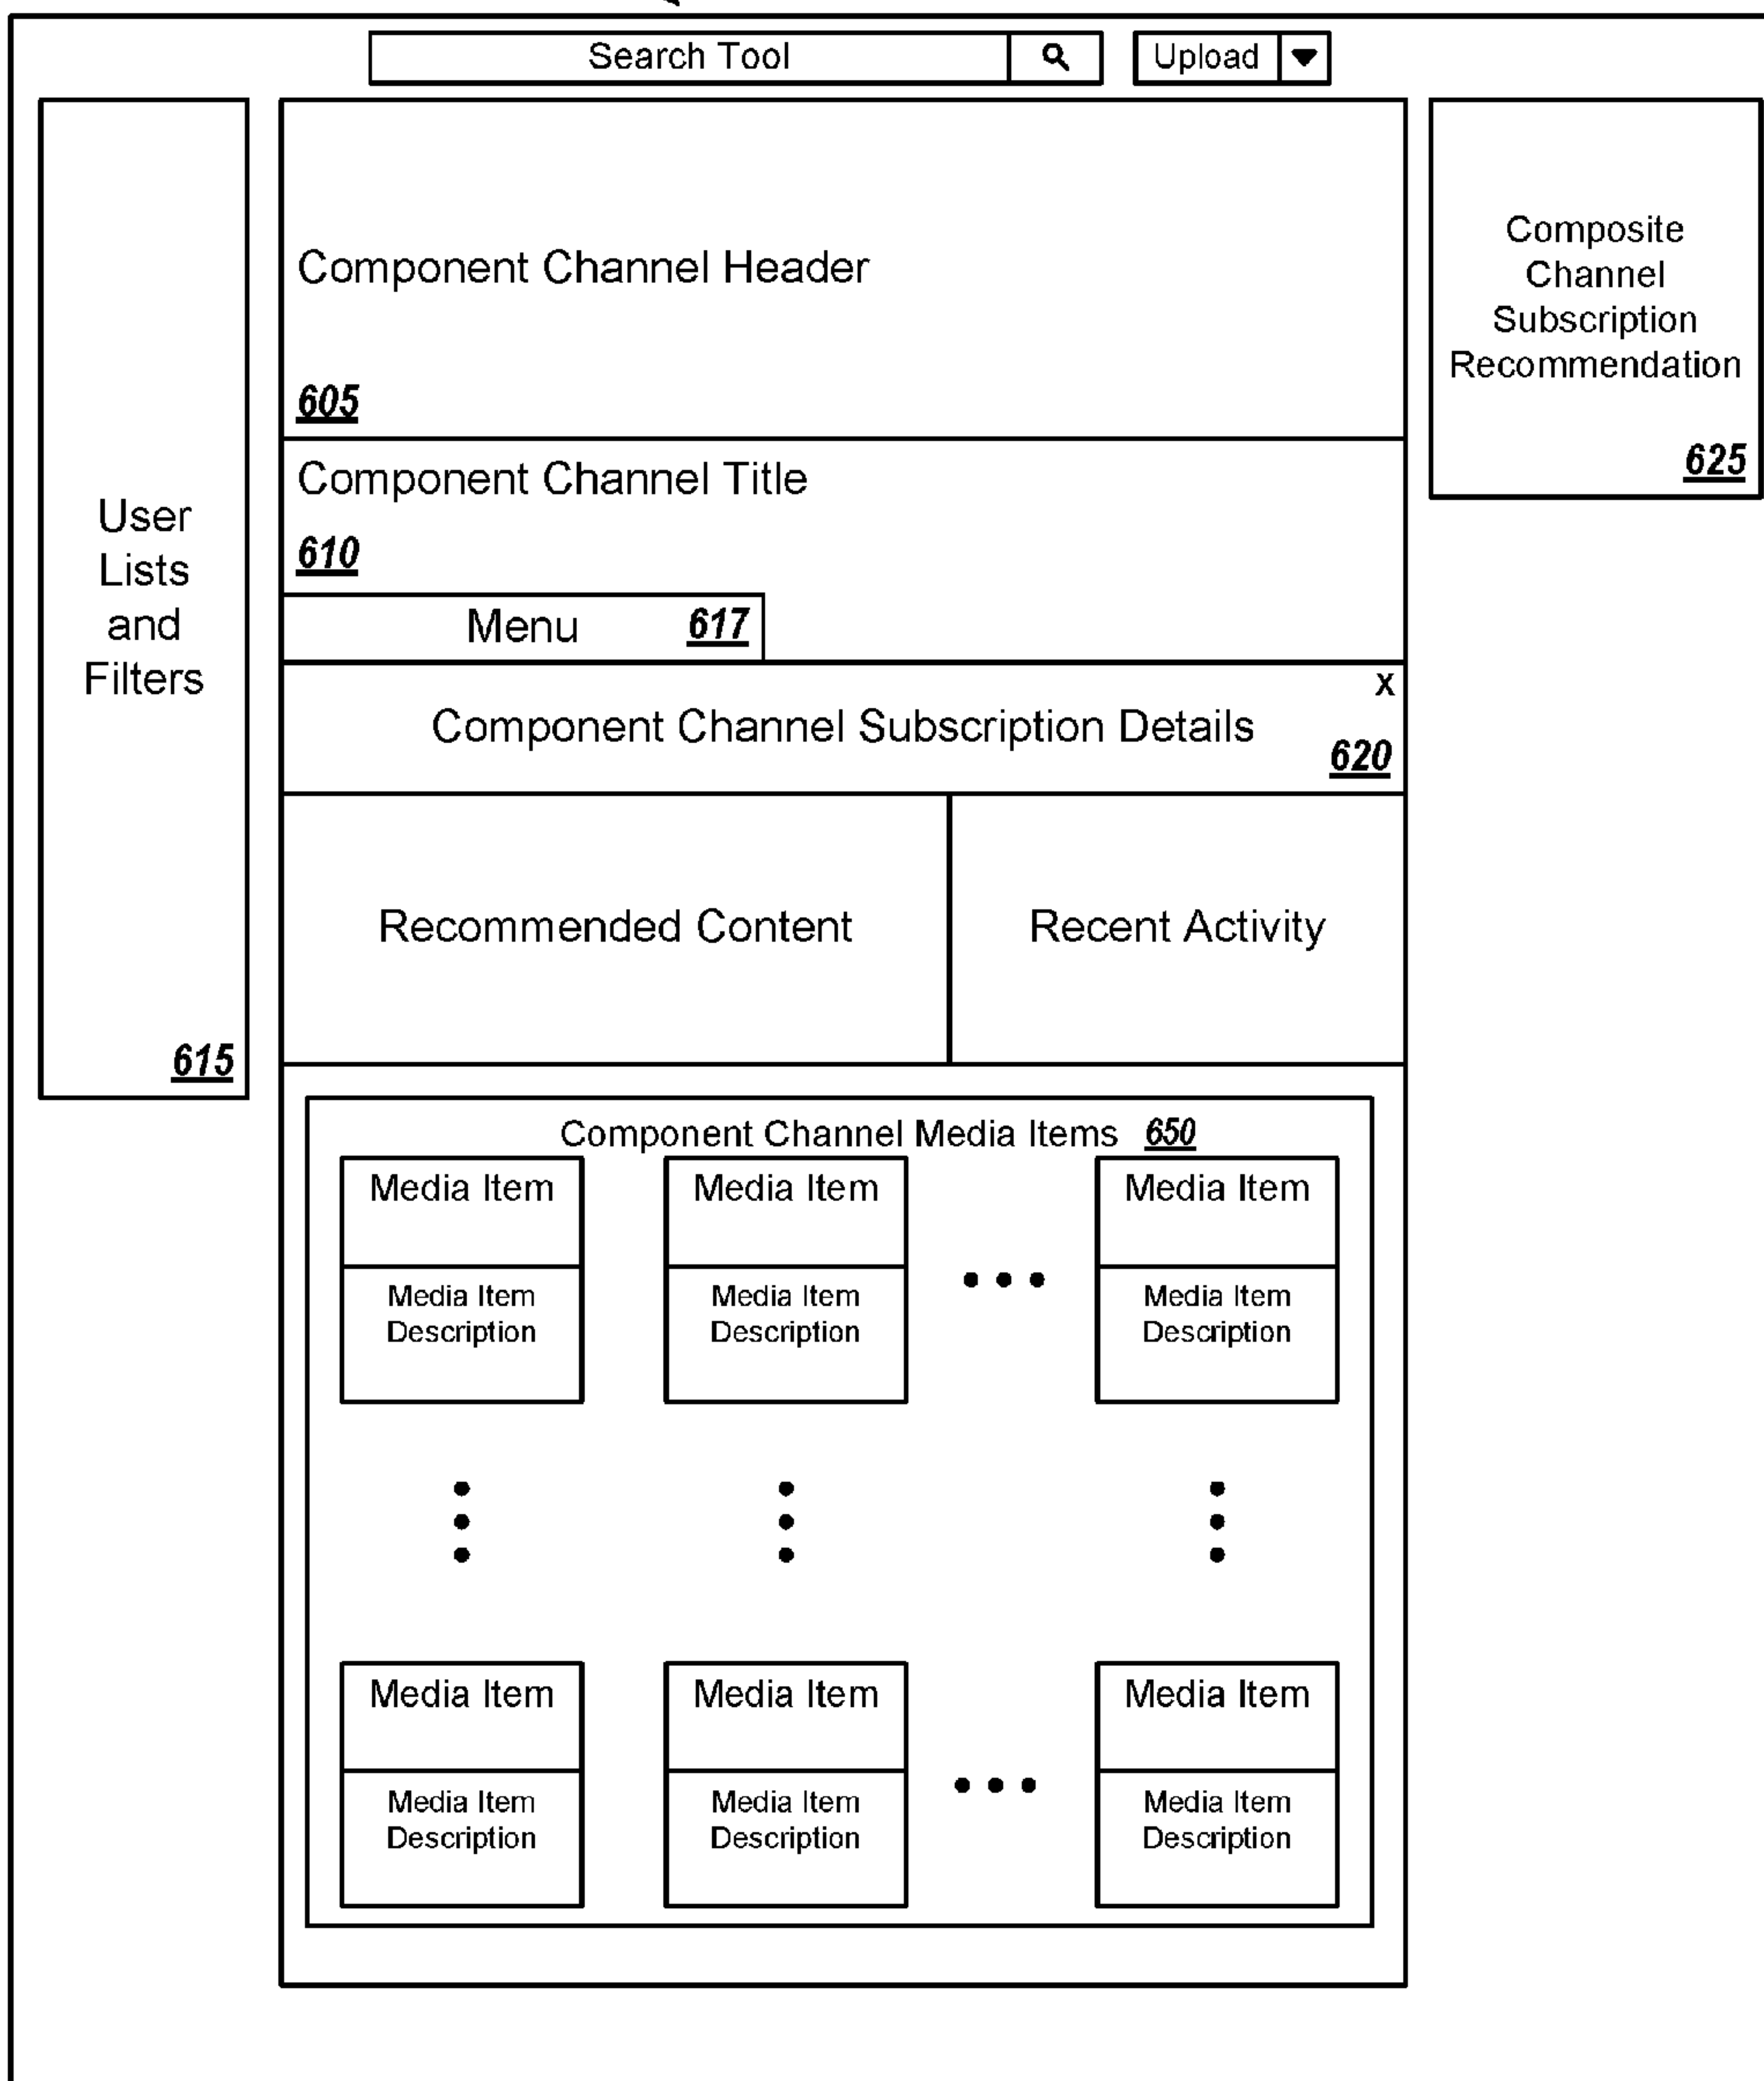 Search Tool
Upload
Component Channel Header
605
Composite
Channel
Subscription
Recommendation
625
Component Channel Title
610
Menu 617
User
Lists
and
Filters
615
X
Component Channel Subscription Details
620
Recommended Content
Recent Activity
Component Channel Media Items 650
Media Item
Media Item
Description
Media Item
Media Item
Description
Media Item
Media Item
Description
Media Item
Media Item
Description
Media Item
Media Item
Description
Media Item
Media Item
Description